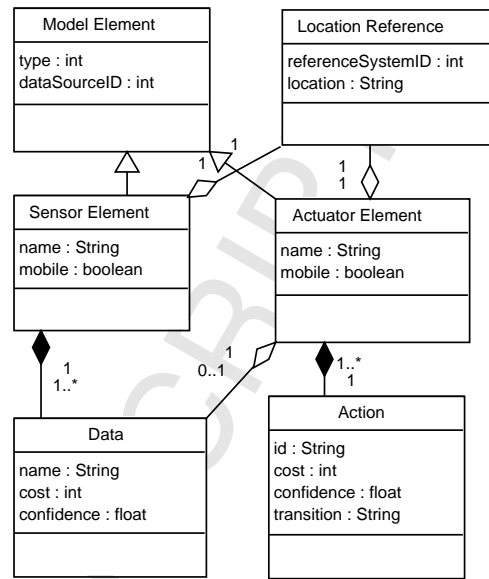 Model Element
type : int
dataSourceID : int
Location Reference
referenceSystemID : int
location : String
1
1
1
1
Sensor Element
name : String
mobile : boolean
Actuator Element
name : String
mobile : boolean
1
1..*
1
0..1
1..*
1
Data
name : String
cost : int
confidence : float
Action
id : String
cost : int
confidence : float
transition : String